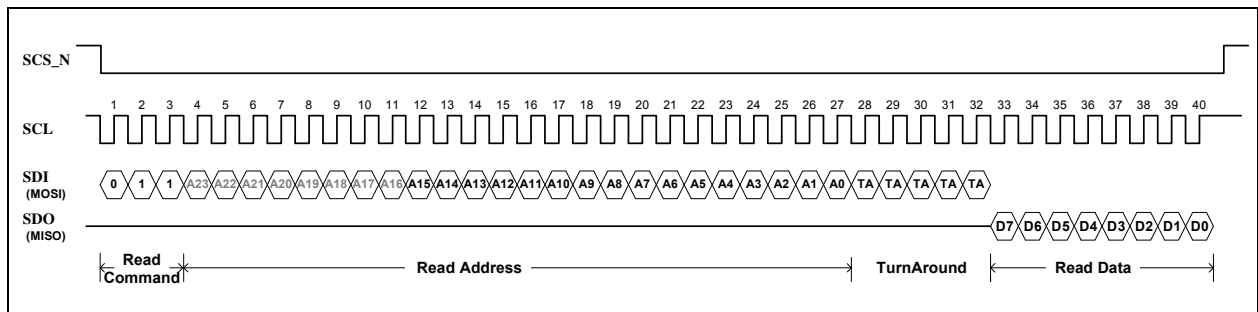 SCS_N
1 2 3 4 5 6 7 8 9 10 11 12 13 14 15 16 17 18 19 20 21 22 23 24 25 26 27 28 29 30 31 32 33 34 35 36 37 38 39 40
SCL
SDI
(MOSI)
0 1 1 A23 A22 A21 A20 A19 A18 A17 A16 A15 A14 A13 A12 A11 A10 A9 A8 A7 A6 A5 A4 A3 A2 A1 A0 TA TA TA TA TA
SDO
(MISO)
D7 D6 D5 D4 D3 D2 D1 D0
Read
Command
Read Address
TurnAround
Read Data